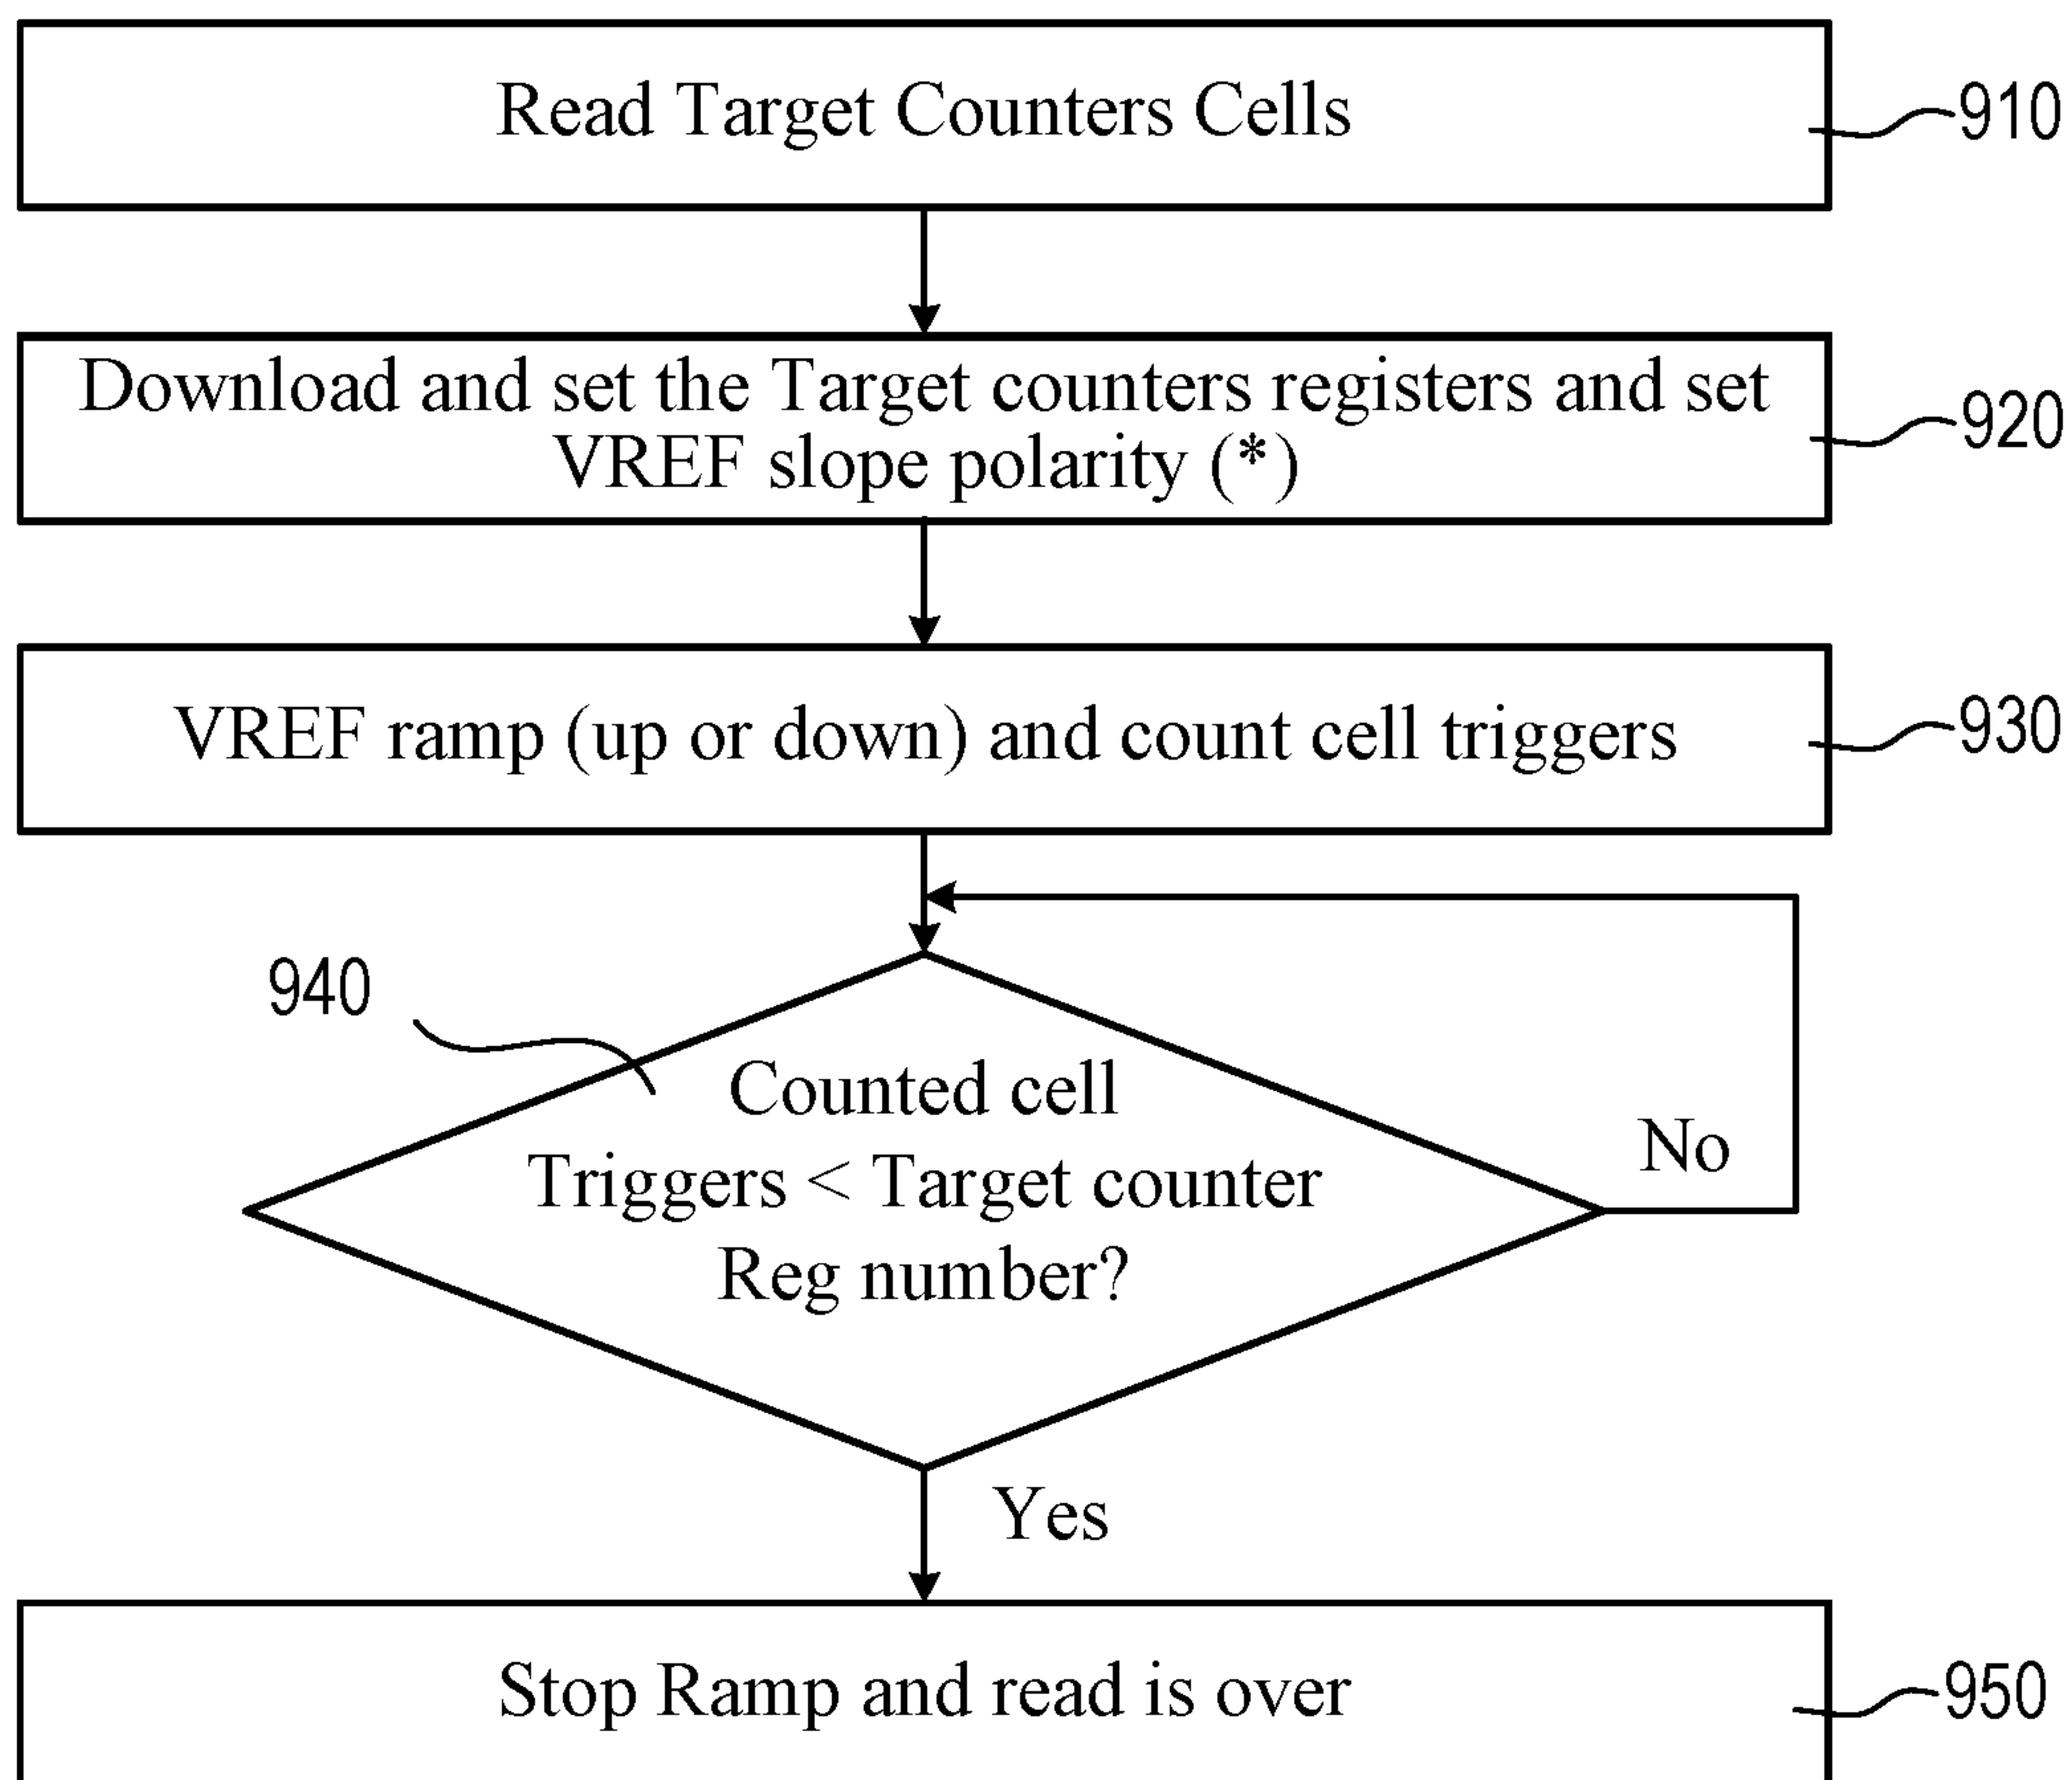 Read Target Counters Cells
910
Download and set the Target counters registers and set
VREF slope polarity (*)
920
VREF ramp (up or down) and count cell triggers
930
940
Counted cell
Triggers < Target counter
Reg number?
No
Yes
Stop Ramp and read is over
950